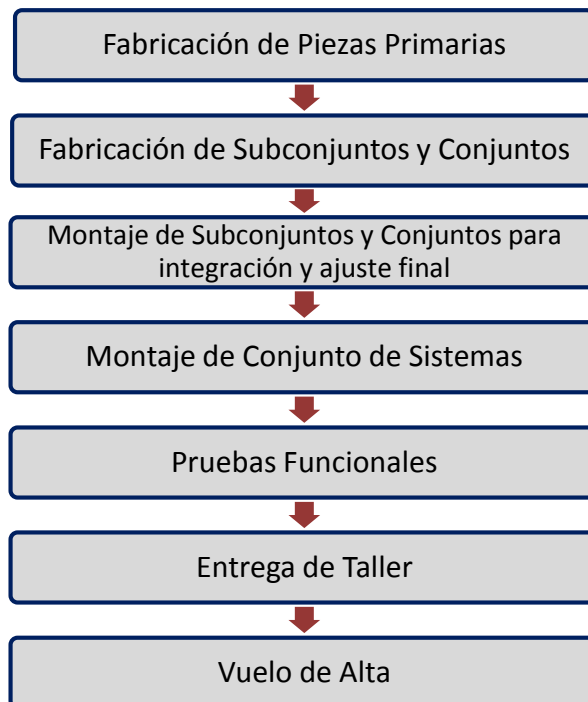 Fabricación de Piezas Primarias
Fabricación de Subconjuntos y Conjuntos
Montaje de Subconjuntos y Conjuntos para
integración y ajuste final
Montaje de Conjunto de Sistemas
Pruebas Funcionales
Entrega de Taller
Vuelo de Alta